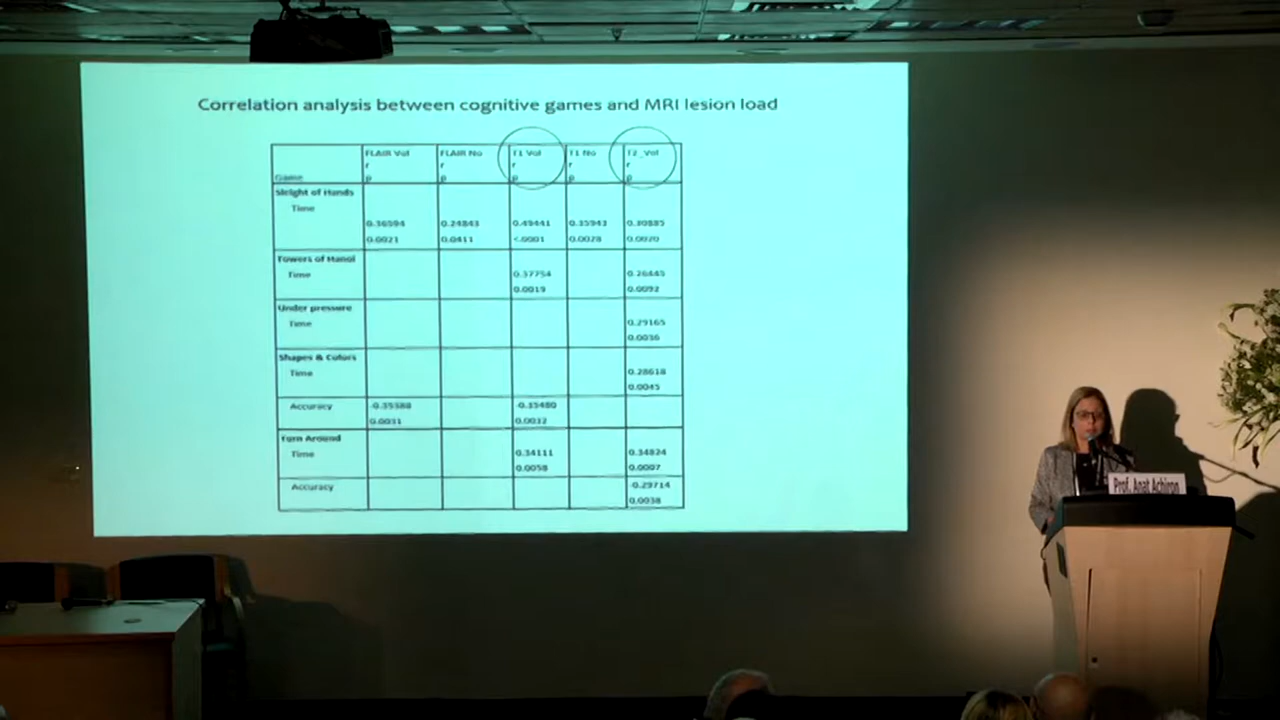 Correlation analysis between cognitive games and MRI lesion load
Game
FLAIR Vol
r
p
FLAIR No
r
p
T1 Vol
r
p
T1 No
r
p
T2_Vol
r
p
Sleight of Hands
Time
0.36594
0.0021
0.24843
0.0411
0.49441
<.0001
0.35943
0.0028
0.30885
0.0020
Towers of Hanoi
Time
0.37754
0.0019
0.26445
0.0092
Under pressure
Time
0.29165
0.0036
Shapes & Colors
Time
0.28618
0.0045
Accuracy
-0.35388
0.0031
-0.35480
0.0032
Turn Around
Time
0.34111
0.0058
0.34824
0.0007
Accuracy
-0.29714
0.0038
Prof. Anat Achiron